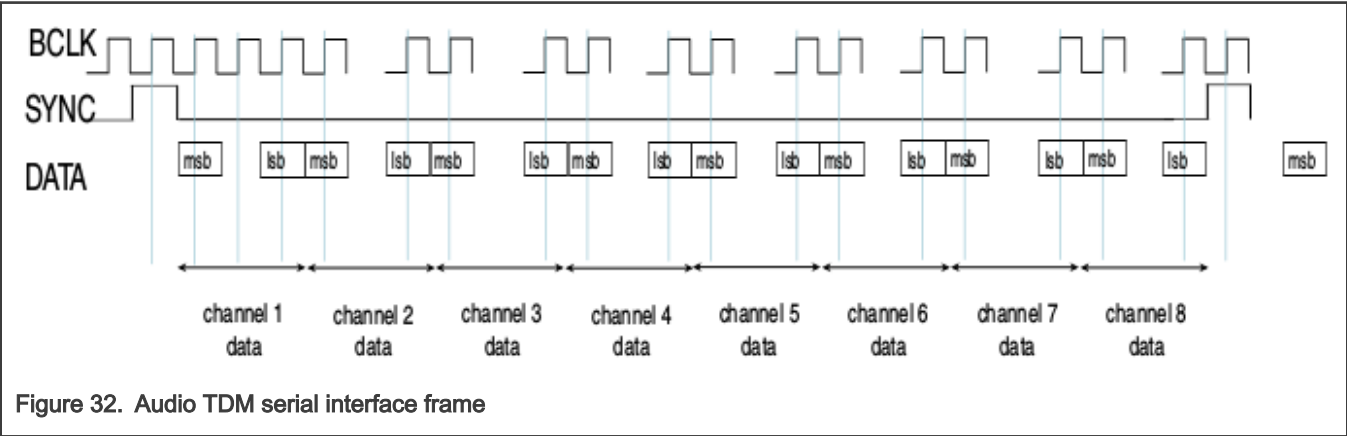 BCLK
SYNC
DATA
msb lsb msb lsb msb lsb msb lsb msb lsb msb lsb msb lsb msb lsb msb
channel 1 channel 2 channel 3 channel 4 channel 5 channel 6 channel 7 channel 8
data data data data data data data data
Figure 32. Audio TDM serial interface frame